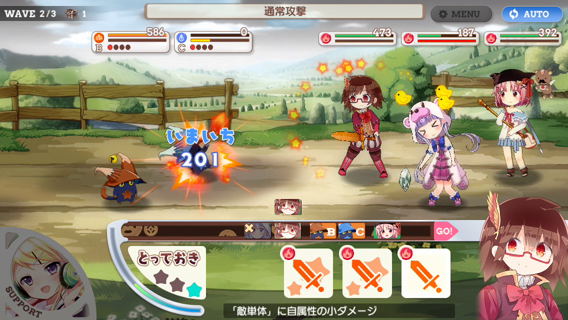 WAVE 2/3 1
通常攻撃
MENU
AUTO
586
B
0
C
473
187
392
いまいち
201
B
C
GO!
とっておき
SUPPORT
「敵単体」に自属性の小ダメージ